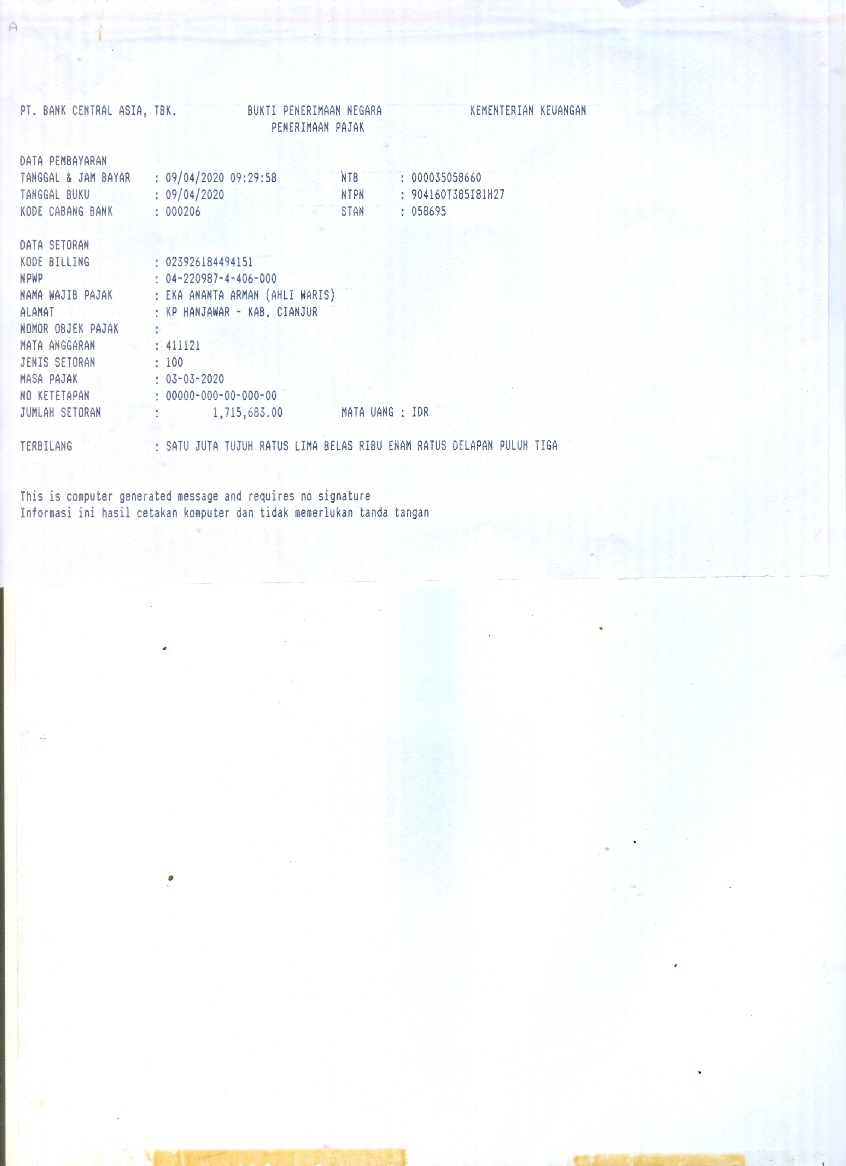 A
PT. BANK CENTRAL ASIA, TBK. BUKTI PENERIMAAN NEGARA KEMENTERIAN KEUANGAN
PENERIMAAN PAJAK
DATA PEMBAYARAN
TANGGAL & JAM BAYAR : 09/04/2020 09:29:58 NTB : 000035058660
TANGGAL BUKU : 09/04/2020 NTPN : 904160T385I81H27
KODE CABANG BANK : 000206 STAN : 058695
DATA SETORAN
KODE BILLING : 023926184494151
NPWP : 04-220987-4-406-000
NAMA WAJIB PAJAK : EKA ANANTA ARMAN (AHLI WARIS)
ALAMAT : KP HANJAWAR - KAB. CIANJUR
NOMOR OBJEK PAJAK :
MATA ANGGARAN : 411121
JENIS SETORAN : 100
MASA PAJAK : 03-03-2020
NO KETETAPAN : 00000-000-00-000-00
JUMLAH SETORAN : 1,715,683.00 MATA UANG : IDR
TERBILANG : SATU JUTA TUJUH RATUS LIMA BELAS RIBU ENAM RATUS DELAPAN PULUH TIGA
This is computer generated message and requires no signature
Informasi ini hasil cetakan komputer dan tidak memerlukan tanda tangan